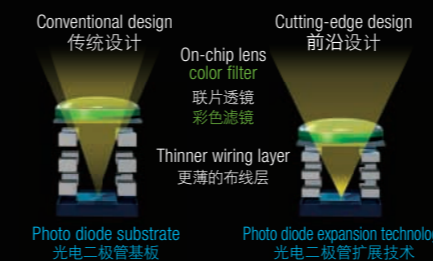 Conventional design
传统设计
Cutting-edge design
前沿设计
On-chip lens
color filter
联片透镜
彩色滤镜
Thinner wiring layer
更薄的布线层
Photo diode substrate
光电二极管基板
Photo diode expansion technolo
光电二极管扩展技术